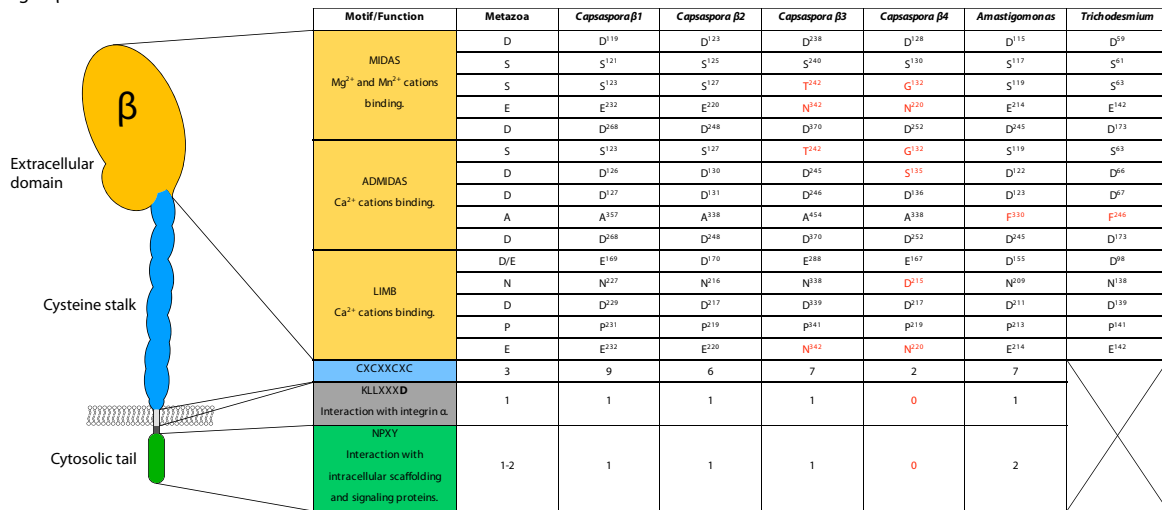 Motif/Function Metazoa Capsaspora β1 Capsaspora β2 Capsaspora β3 Capsaspora β4 Amastigomonas Trichodesmium
MIDAS
Mg²⁺ and Mn²⁺ cations
binding.
D D¹¹⁹ D¹²³ D²³⁸ D¹²⁸ D¹¹⁵ D⁵⁹
S S¹²¹ S¹²⁵ S²⁴⁰ S¹³⁰ S¹¹⁷ S⁶¹
S S¹²³ S¹²⁷ T²⁴² G¹³² S¹¹⁹ S⁶³
E E²³² E²²⁰ N³⁴² N²²⁰ E²¹⁴ E¹⁴²
D D²⁶⁸ D²⁴⁸ D³⁷⁰ D²⁵² D²⁴⁵ D¹⁷³
ADMIDAS
Ca²⁺ cations binding.
S S¹²³ S¹²⁷ T²⁴² G¹³² S¹¹⁹ S⁶³
D D¹²⁶ D¹³⁰ D²⁴⁵ S¹³⁵ D¹²² D⁶⁶
D D¹²⁷ D¹³¹ D²⁴⁶ D¹³⁶ D¹²³ D⁶⁷
A A³⁵⁷ A³³⁸ A⁴⁵⁴ A³³⁸ F³³⁰ F²⁴⁶
D D²⁶⁸ D²⁴⁸ D³⁷⁰ D²⁵² D²⁴⁵ D¹⁷³
LIMB
Ca²⁺ cations binding.
D/E E¹⁶⁹ D¹⁷⁰ E²⁸⁸ E¹⁶⁷ D¹⁵⁵ D⁹⁸
N N²²⁷ N²¹⁶ N³³⁸ D²¹⁵ N²⁰⁹ N¹³⁸
D D²²⁹ D²¹⁷ D³³⁹ D²¹⁷ D²¹¹ D¹³⁹
P P²³¹ P²¹⁹ P³⁴¹ P²¹⁹ P²¹³ P¹⁴¹
E E²³² E²²⁰ N³⁴² N²²⁰ E²¹⁴ E¹⁴²
CXCXXCXC 3 9 6 7 2 7
KLLXXXD
Interaction with integrin α.
1 1 1 1 0 1
NPXY
Interaction with
intracellular scaffolding
and signaling proteins.
1-2 1 1 1 0 2
β
Extracellular
domain
Cysteine stalk
Cytosolic tail